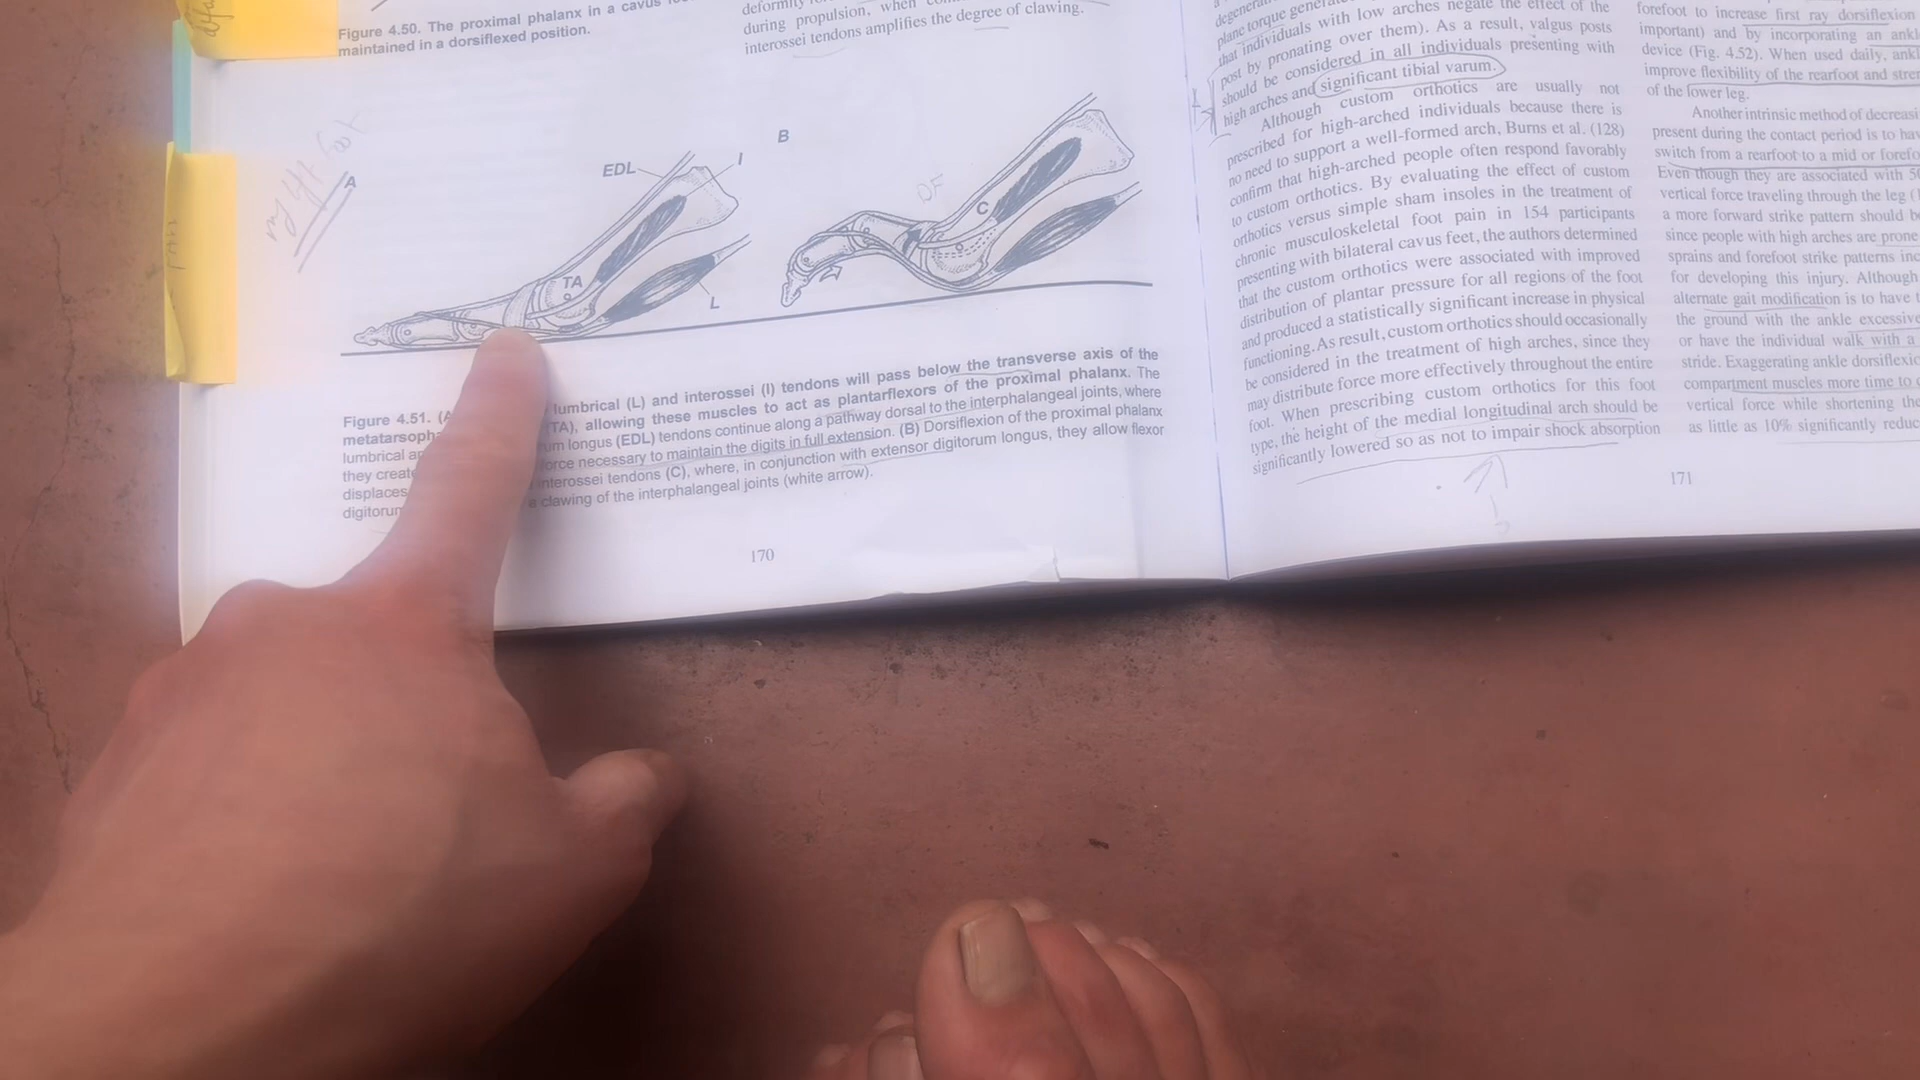 Figure 4.50. The proximal phalanx in a cavus
maintained in a dorsiflexed position.
deformity
during propulsion, when
interossei tendons amplifies the degree of clawing.
my left foot
A
EDL
I
TA
L
B
DF
C
Figure 4.51. (A
lumbrical (L) and interossei (I) tendons will pass below the transverse axis of the
metatarsoph
(TA), allowing these muscles to act as plantarflexors of the proximal phalanx. The
lumbrical an
um longus (EDL) tendons continue along a pathway dorsal to the interphalangeal joints, where
they create
orce necessary to maintain the digits in full extension. (B) Dorsiflexion of the proximal phalanx
displaces
nterossei tendons (C), where, in conjunction with extensor digitorum longus, they allow flexor
digitorum
clawing of the interphalangeal joints (white arrow).
170
plane torque
that individuals with low arches negate the effect of the
post by pronating over them). As a result, valgus posts
should be considered in all individuals presenting with
high arches and significant tibial varum.
Although custom orthotics are usually not
prescribed for high-arched individuals because there is
no need to support a well-formed arch, Burns et al. (128)
confirm that high-arched people often respond favorably
to custom orthotics. By evaluating the effect of custom
orthotics versus simple sham insoles in the treatment of
chronic musculoskeletal foot pain in 154 participants
presenting with bilateral cavus feet, the authors determined
that the custom orthotics were associated with improved
distribution of plantar pressure for all regions of the foot
and produced a statistically significant increase in physical
functioning. As result, custom orthotics should occasionally
be considered in the treatment of high arches, since they
may distribute force more effectively throughout the entire
foot. When prescribing custom orthotics for this foot
type, the height of the medial longitudinal arch should be
significantly lowered so as not to impair shock absorption
forefoot to increase first ray dorsiflexion
important) and by incorporating an ankl
device (Fig. 4.52). When used daily, ankl
improve flexibility of the rearfoot and stren
of the lower leg.
Another intrinsic method of decreasi
present during the contact period is to hav
switch from a rearfoot to a mid or forefo
Even though they are associated with 50
vertical force traveling through the leg (
a more forward strike pattern should be
since people with high arches are prone
sprains and forefoot strike patterns inc
for developing this injury. Although
alternate gait modification is to have t
the ground with the ankle excessive
or have the individual walk with a
stride. Exaggerating ankle dorsiflexio
compartment muscles more time to
vertical force while shortening the
as little as 10% significantly reduc
171